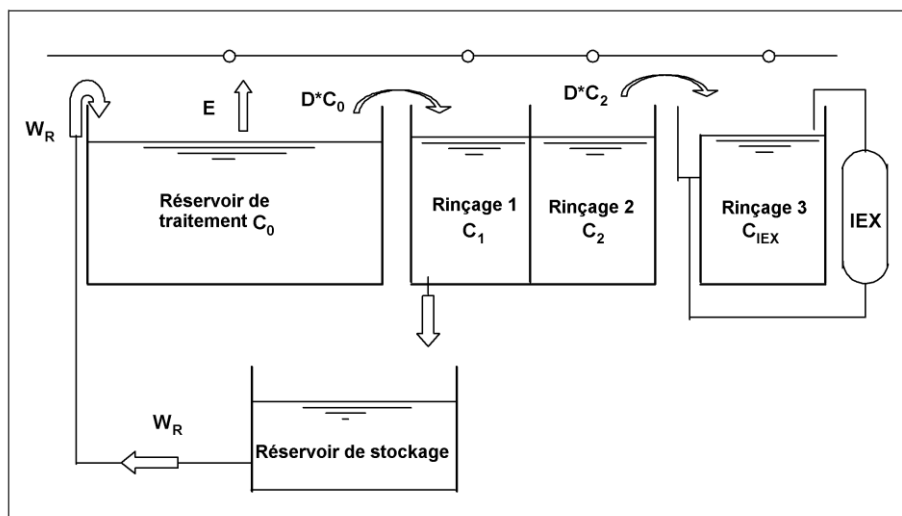 W_R
E
D*C_0
D*C_2
Réservoir de
traitement C_0
Rinçage 1
C_1
Rinçage 2
C_2
Rinçage 3
C_IEX
IEX
W_R
Réservoir de stockage